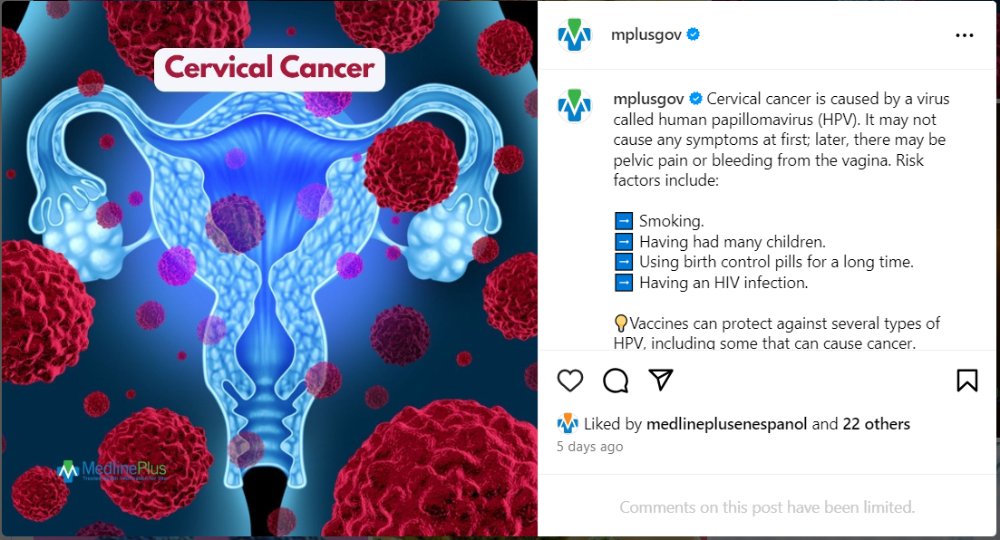 Cervical Cancer
MedlinePlus
mplusgov
mplusgov Cervical cancer is caused by a virus
called human papillomavirus (HPV). It may not
cause any symptoms at first; later, there may be
pelvic pain or bleeding from the vagina. Risk
factors include:
➡️ Smoking.
➡️ Having had many children.
➡️ Using birth control pills for a long time.
➡️ Having an HIV infection.
💡Vaccines can protect against several types of
HPV, including some that can cause cancer.
Liked by medlineplusenespanol and 22 others
5 days ago
Comments on this post have been limited.